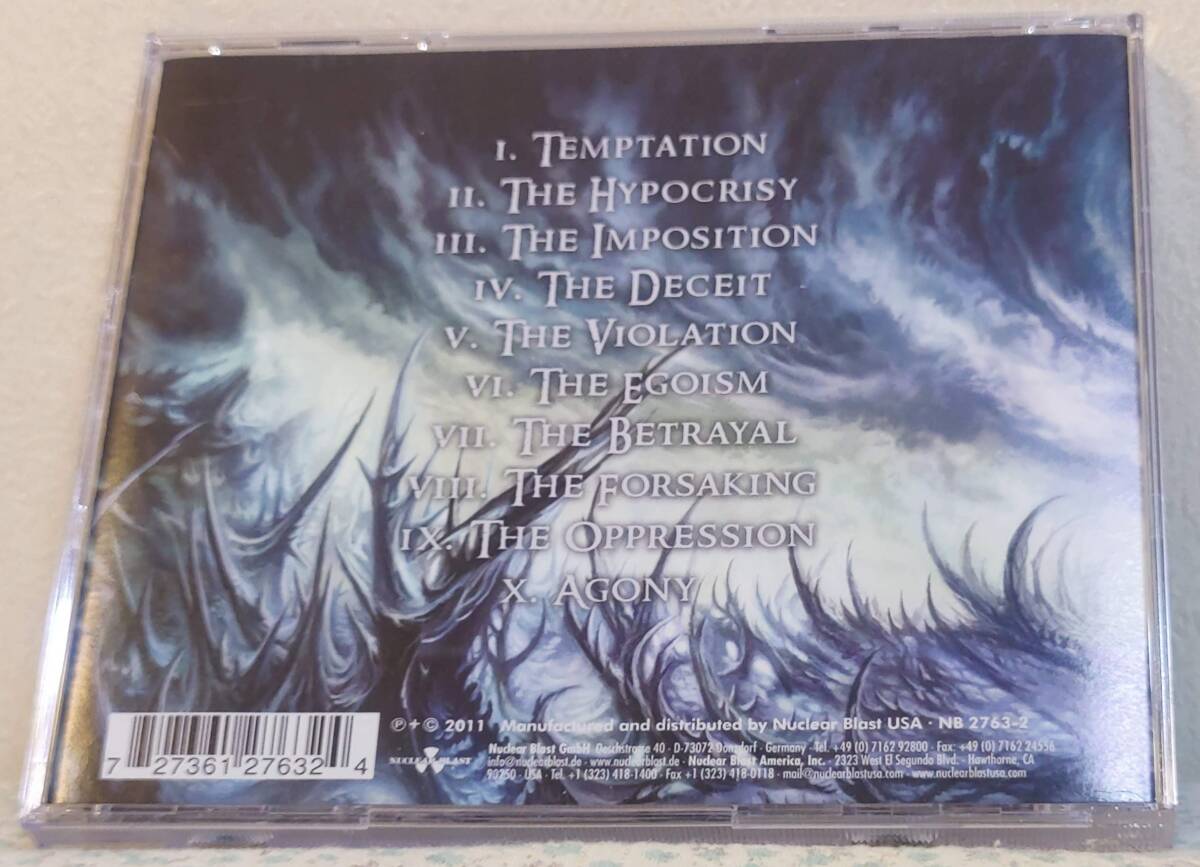 I. TEMPTATION
II. THE HYPOCRISY
III. THE IMPOSITION
IV. THE DECEIT
V. THE VIOLATION
VI. THE EGOISM
VII. THE BETRAYAL
VIII. THE FORSAKING
IX. THE OPPRESSION
X. AGONY
7 27361 27632 4
NUCLEAR BLAST
℗+© 2011 Manufactured and distributed by Nuclear Blast USA · NB 2763-2
Nuclear Blast GmbH · Oeschstrasse 40 · D-73072 Donzdorf · Germany · Tel. +49 (0) 7162 92800 · Fax: +49 (0) 7162 24556
info@nuclearblast.de · www.nuclearblast.de · Nuclear Blast America, Inc. · 2323 West El Segundo Blvd. · Hawthorne, CA
90250 · USA · Tel. +1 (323) 418-1400 · Fax +1 (323) 418-0118 · mail@nuclearblastusa.com · www.nuclearblastusa.com